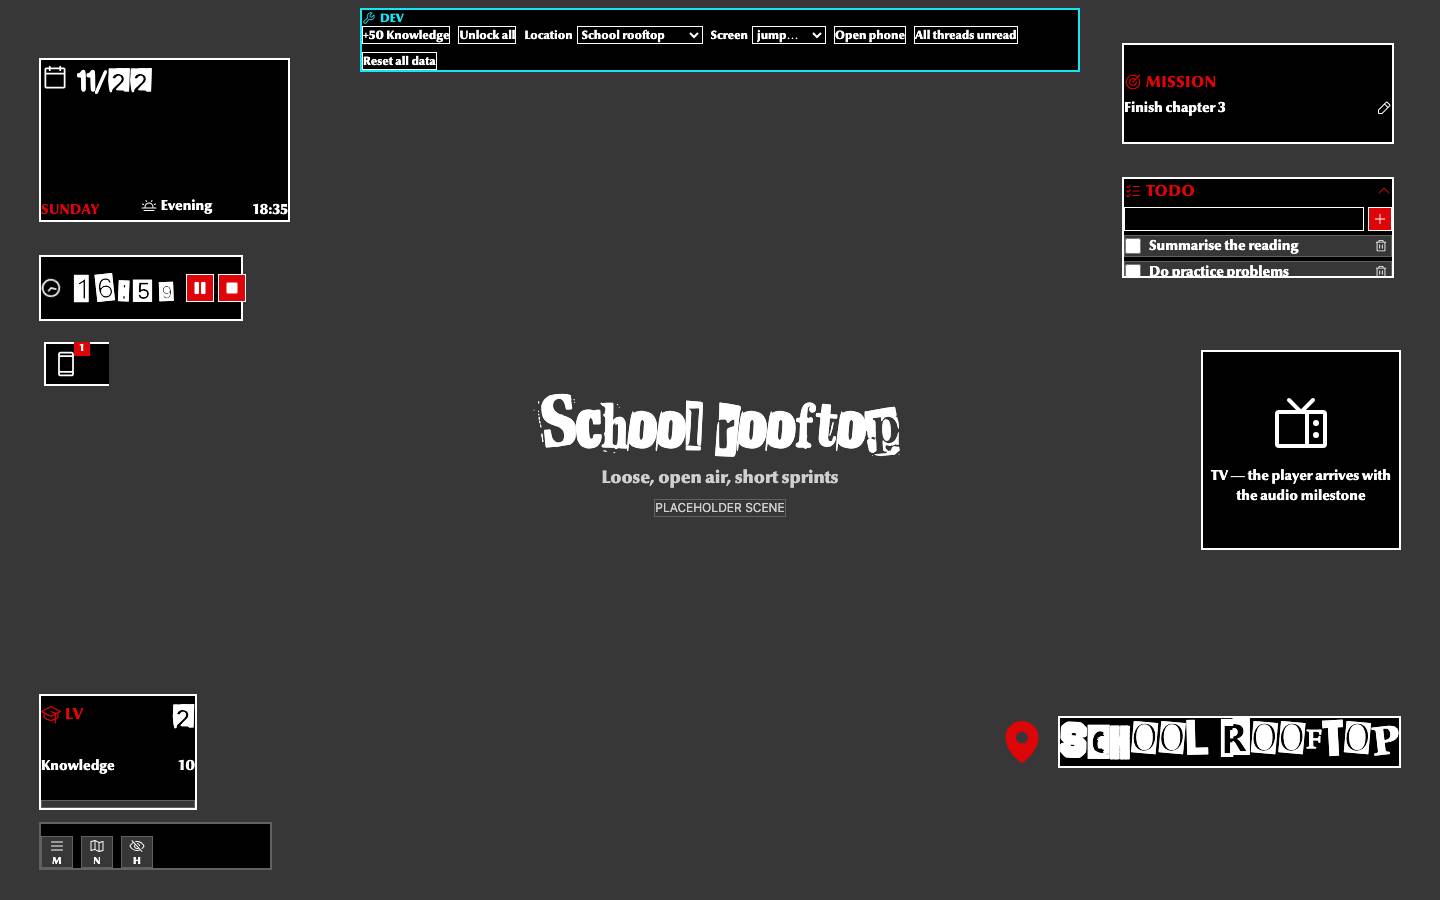 DEV
+50 Knowledge Unlock all Location School rooftop Screen jump… Open phone All threads unread
Reset all data
11/22
SUNDAY Evening 18:35
16:59
1
MISSION
Finish chapter 3
TODO
Summarise the reading
Do practice problems
School rooftop
Loose, open air, short sprints
PLACEHOLDER SCENE
TV — the player arrives with
the audio milestone
LV 2
Knowledge 10
M N H
SCHOOL ROOFTOP